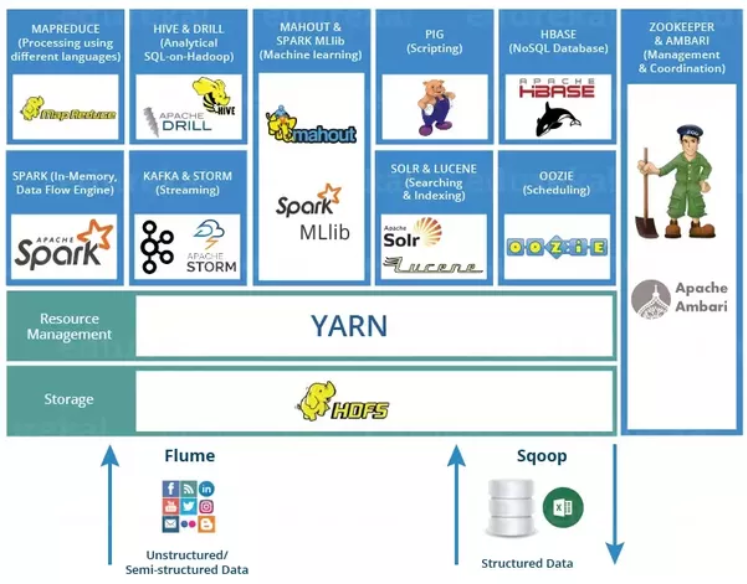 MAPREDUCE
(Processing using
different languages)
Map Reduce
HIVE & DRILL
(Analytical
SQL-on-Hadoop)
HIVE
APACHE
DRILL
MAHOUT &
SPARK MLlib
(Machine learning)
mahout
Spark
MLlib
PIG
(Scripting)
HBASE
(NoSQL Database)
APACHE
HBASE
ZOOKEEPER
& AMBARI
(Management
& Coordination)
Apache
Ambari
SPARK (In-Memory,
Data Flow Engine)
APACHE
Spark
KAFKA & STORM
(Streaming)
APACHE
STORM
SOLR & LUCENE
(Searching
& Indexing)
Apache
Solr
Lucene
OOZIE
(Scheduling)
OOZIE
Resource
Management
YARN
Storage
HDFS
Flume
Unstructured/
Semi-structured Data
Sqoop
Structured Data